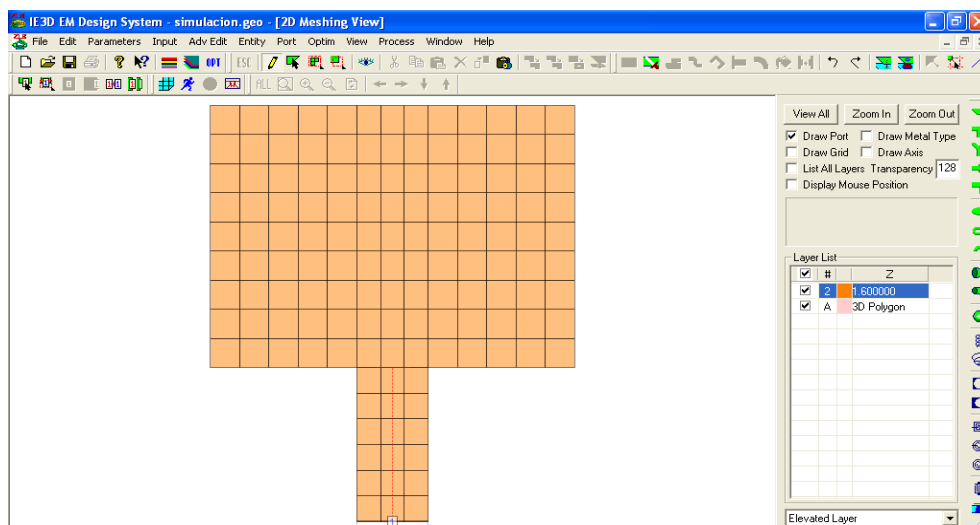 IE3D EM Design System - simulacion.geo - [2D Meshing View]
File Edit Parameters Input Adv Edit Entity Port Optim View Process Window Help
OPT ESC
ALL
View All Zoom In Zoom Out
Draw Port Draw Metal Type
Draw Grid Draw Axis
List All Layers Transparency 128
Display Mouse Position
Layer List
# Z
2 1.600000
A 3D Polygon
1
Elevated Layer